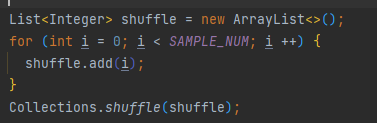 List<Integer> shuffle = new ArrayList<>();
for (int i = 0; i < SAMPLE_NUM; i ++) {
shuffle.add(i);
}
Collections.shuffle(shuffle);